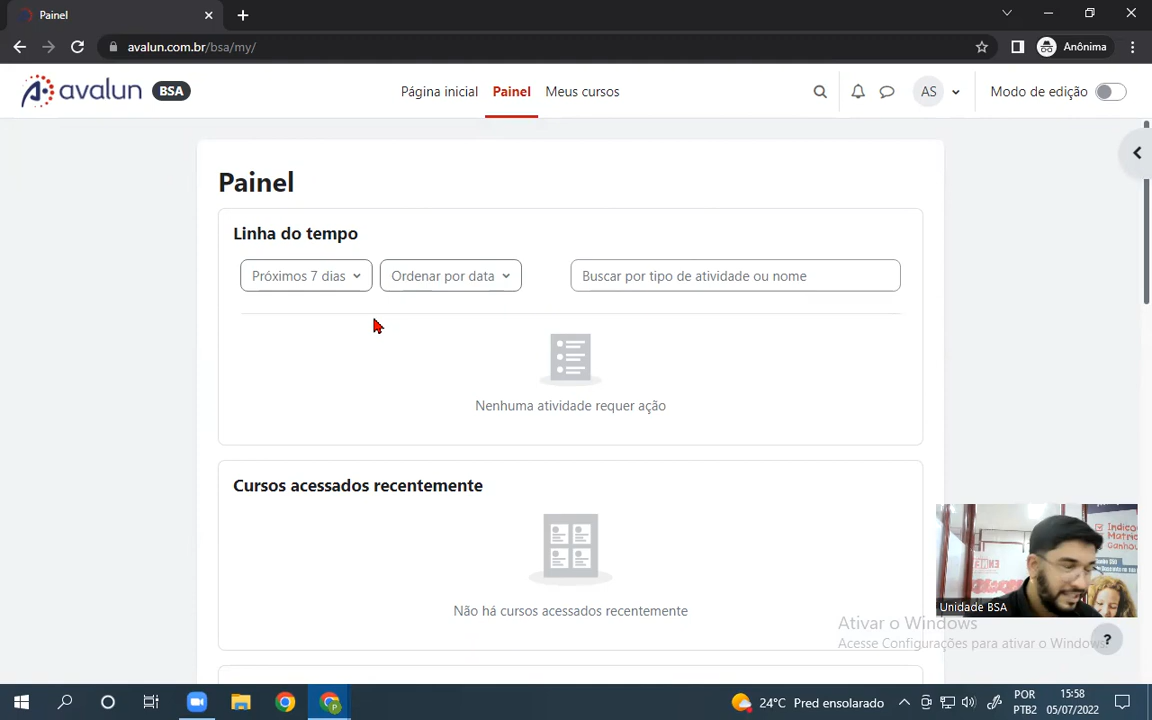 Painel
avalun.com.br/bsa/my/
Anônima
avalun BSA
Página inicial Painel Meus cursos
AS
Modo de edição
Painel
Linha do tempo
Próximos 7 dias
Ordenar por data
Buscar por tipo de atividade ou nome
Nenhuma atividade requer ação
Cursos acessados recentemente
Não há cursos acessados recentemente
Indico
Matríc
Ganhou
Unidade BSA
Ativar o Windows
Acesse Configurações para ativar o Windows.
?
24°C Pred ensolarado
POR
PTB2
15:58
05/07/2022